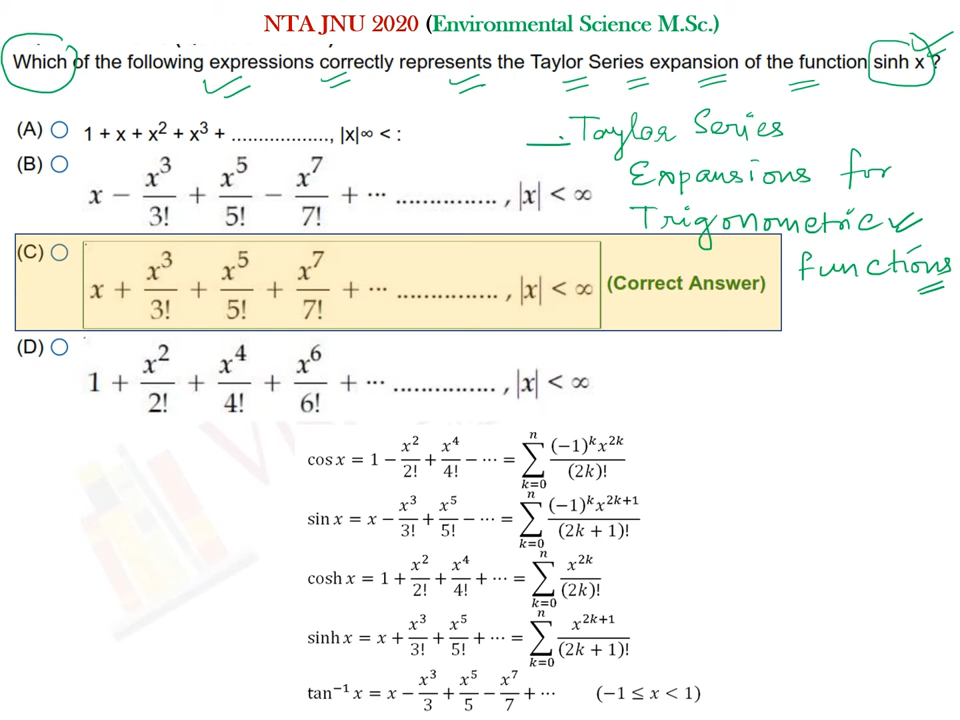 NTA JNU 2020 (Environmental Science M.Sc.)
Which of the following expressions correctly represents the Taylor Series expansion of the function sinh x ?
(A) 1 + x + x² + x³ + ...................., |x|∞ < :
(B) x − x³/3! + x⁵/5! − x⁷/7! + ⋯ ..............., |x| < ∞
(C) x + x³/3! + x⁵/5! + x⁷/7! + ⋯ ..............., |x| < ∞ (Correct Answer)
(D) 1 + x²/2! + x⁴/4! + x⁶/6! + ⋯ ..............., |x| < ∞
Taylor Series
Expansions for
Trigonometric
functions
cos x = 1 − x²/2! + x⁴/4! − ⋯ = ∑_{k=0}^{n} (−1)^k x^{2k}/(2k)!
sin x = x − x³/3! + x⁵/5! − ⋯ = ∑_{k=0}^{n} (−1)^k x^{2k+1}/(2k + 1)!
cosh x = 1 + x²/2! + x⁴/4! + ⋯ = ∑_{k=0}^{n} x^{2k}/(2k)!
sinh x = x + x³/3! + x⁵/5! + ⋯ = ∑_{k=0}^{n} x^{2k+1}/(2k + 1)!
tan⁻¹ x = x − x³/3 + x⁵/5 − x⁷/7 + ⋯ (−1 ≤ x < 1)